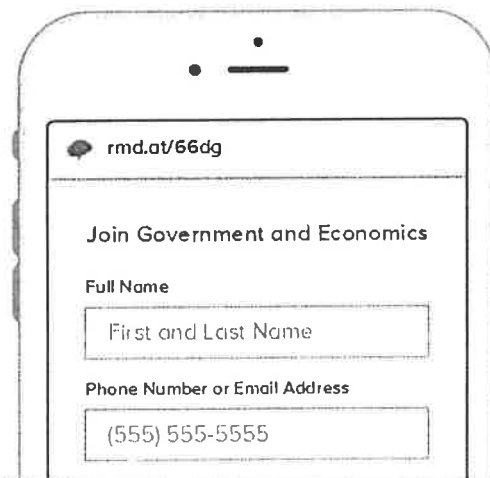 rmd.at/66dg
Join Government and Economics
Full Name
First and Last Name
Phone Number or Email Address
(555) 555-5555